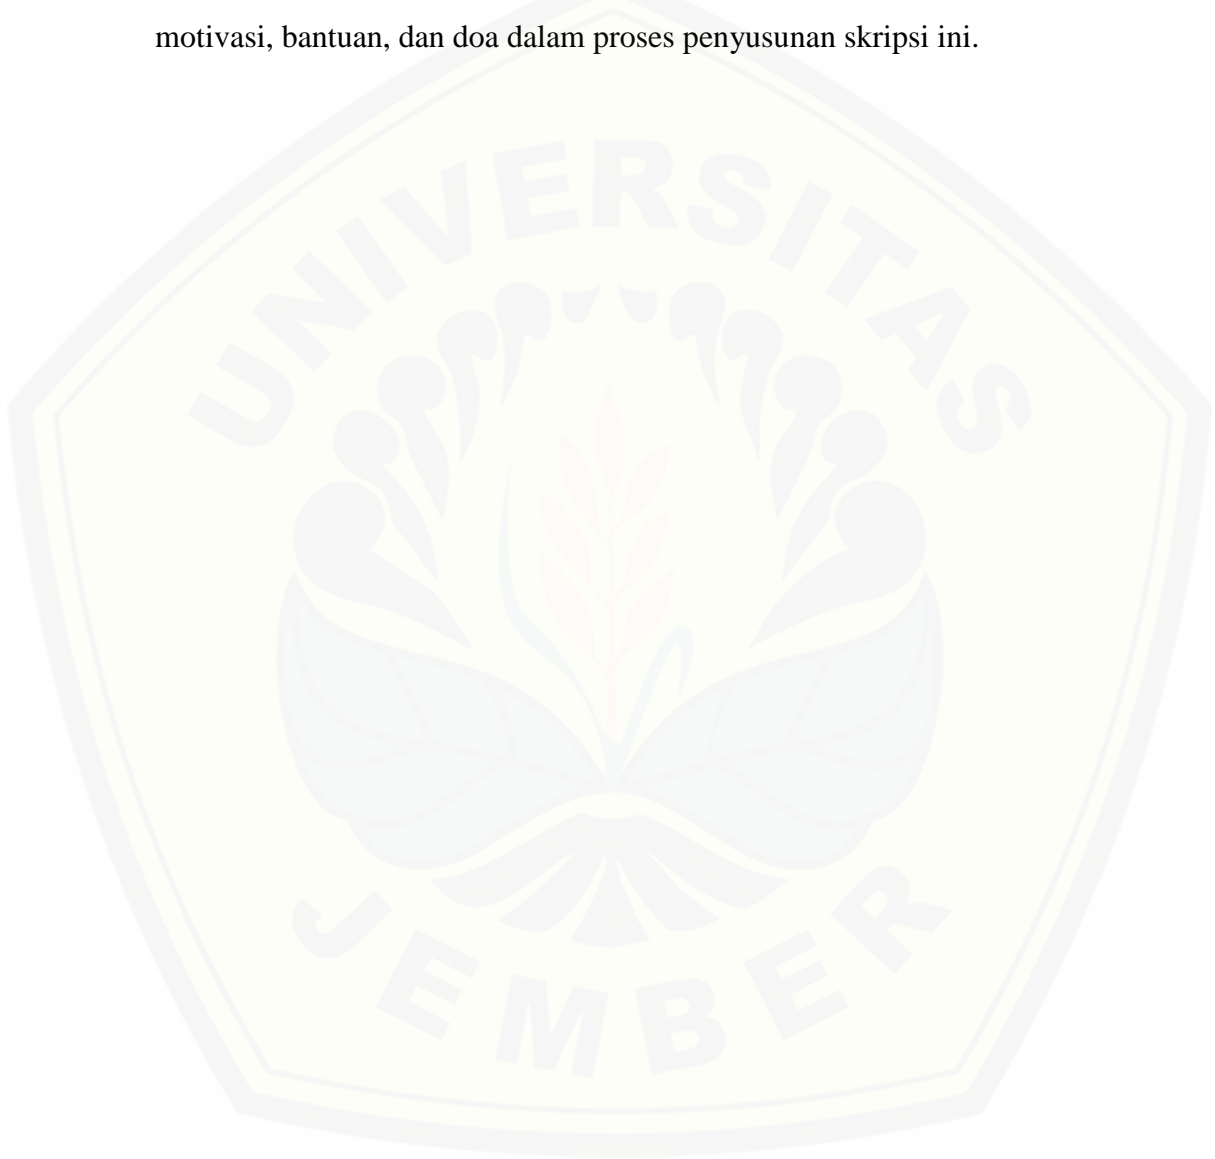 motivasi, bantuan, dan doa dalam proses penyusunan skripsi ini.
UNIVERSITAS
JEMBER